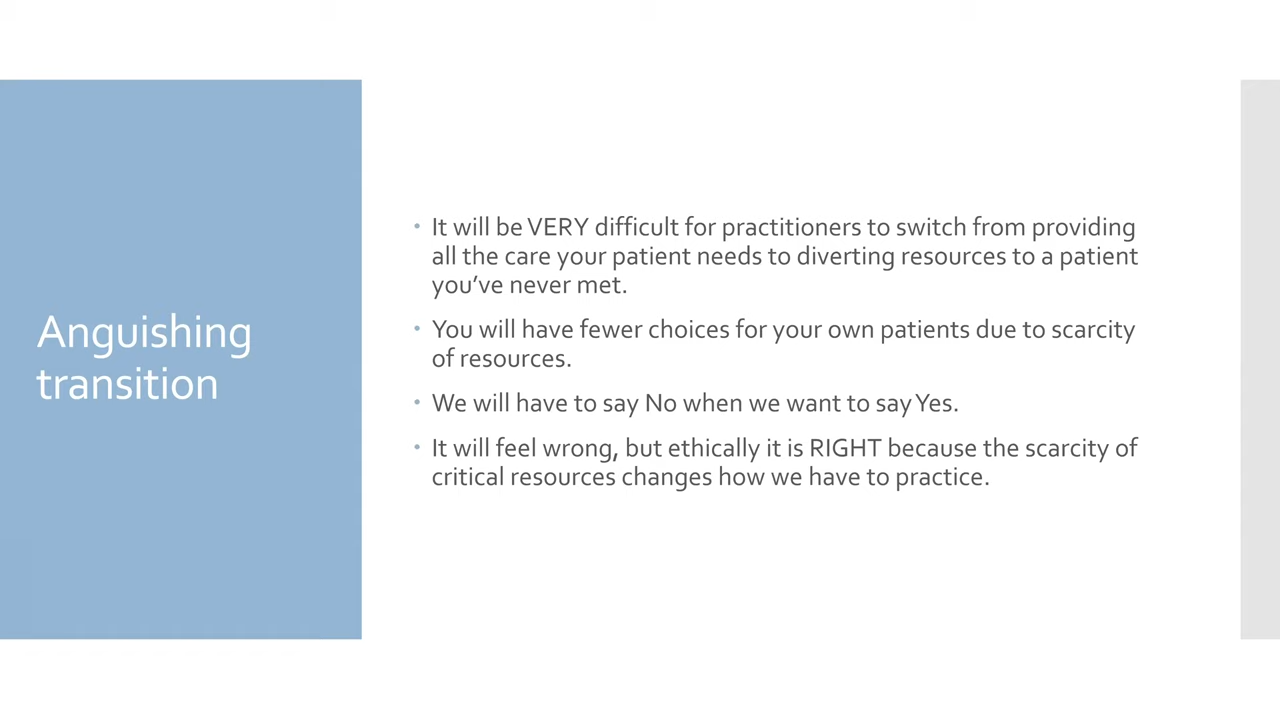 Anguishing
transition
• It will be VERY difficult for practitioners to switch from providing
all the care your patient needs to diverting resources to a patient
you've never met.
• You will have fewer choices for your own patients due to scarcity
of resources.
• We will have to say No when we want to say Yes.
• It will feel wrong, but ethically it is RIGHT because the scarcity of
critical resources changes how we have to practice.